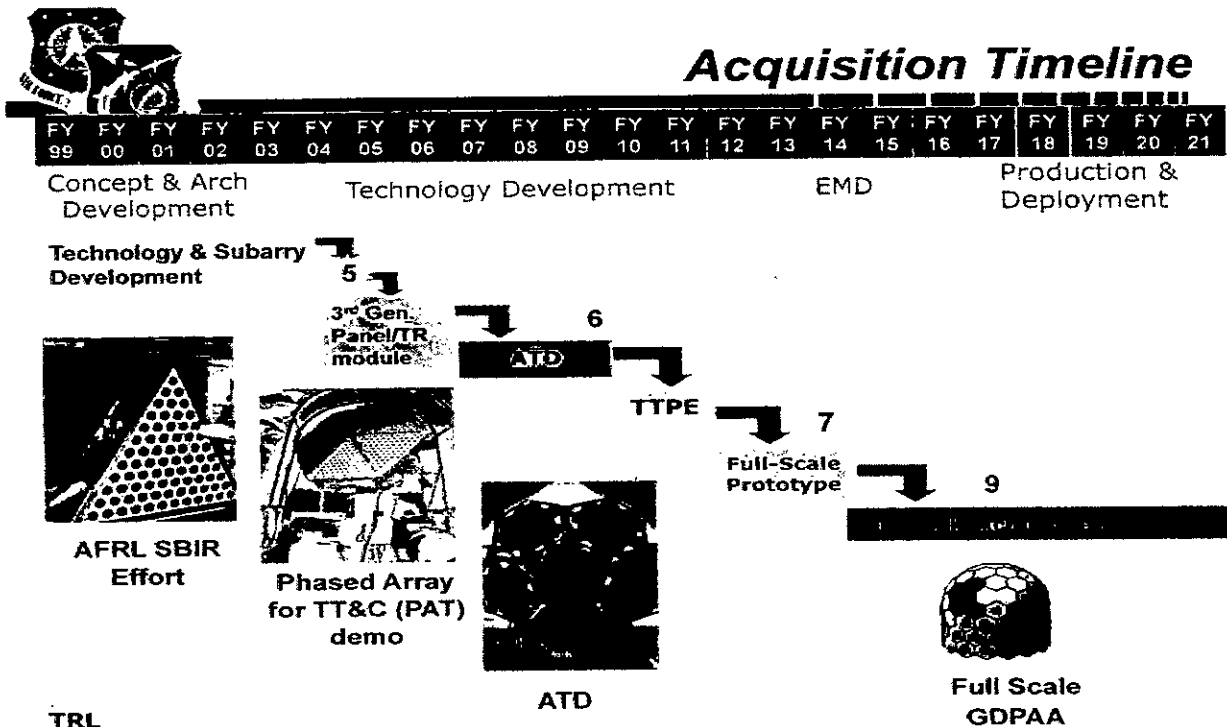 Acquisition Timeline
FY 99 FY 00 FY 01 FY 02 FY 03 FY 04 FY 05 FY 06 FY 07 FY 08 FY 09 FY 10 FY 11 FY 12 FY 13 FY 14 FY 15 FY 16 FY 17 FY 18 FY 19 FY 20 FY 21
Concept & Arch
Development
Technology Development
EMD
Production &
Deployment
Technology & Subarry
Development
5
3rd Gen.
Panel/TR
module
6
ATD
TTPE
7
Full-Scale
Prototype
9
AFRL SBIR
Effort
Phased Array
for TT&C (PAT)
demo
ATD
Full Scale
GDPAA
TRL